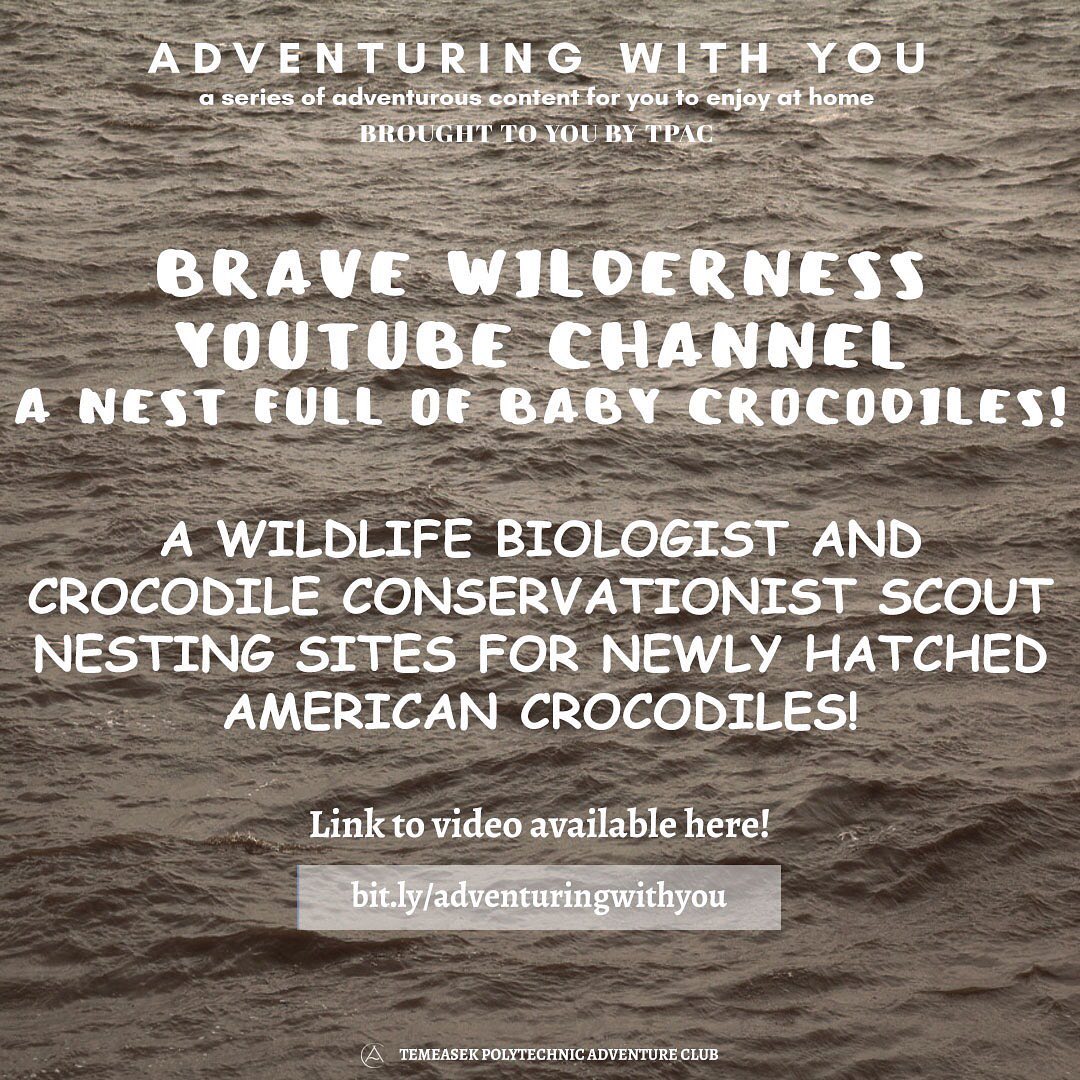 ADVENTURING WITH YOU
a series of adventurous content for you to enjoy at home
BROUGHT TO YOU BY TPAC
BRAVE WILDERNESS
YOUTUBE CHANNEL
A NEST FULL OF BABY CROCODILES!
A WILDLIFE BIOLOGIST AND
CROCODILE CONSERVATIONIST SCOUT
NESTING SITES FOR NEWLY HATCHED
AMERICAN CROCODILES!
Link to video available here!
bit.ly/adventuringwithyou
TEMEASEK POLYTECHNIC ADVENTURE CLUB